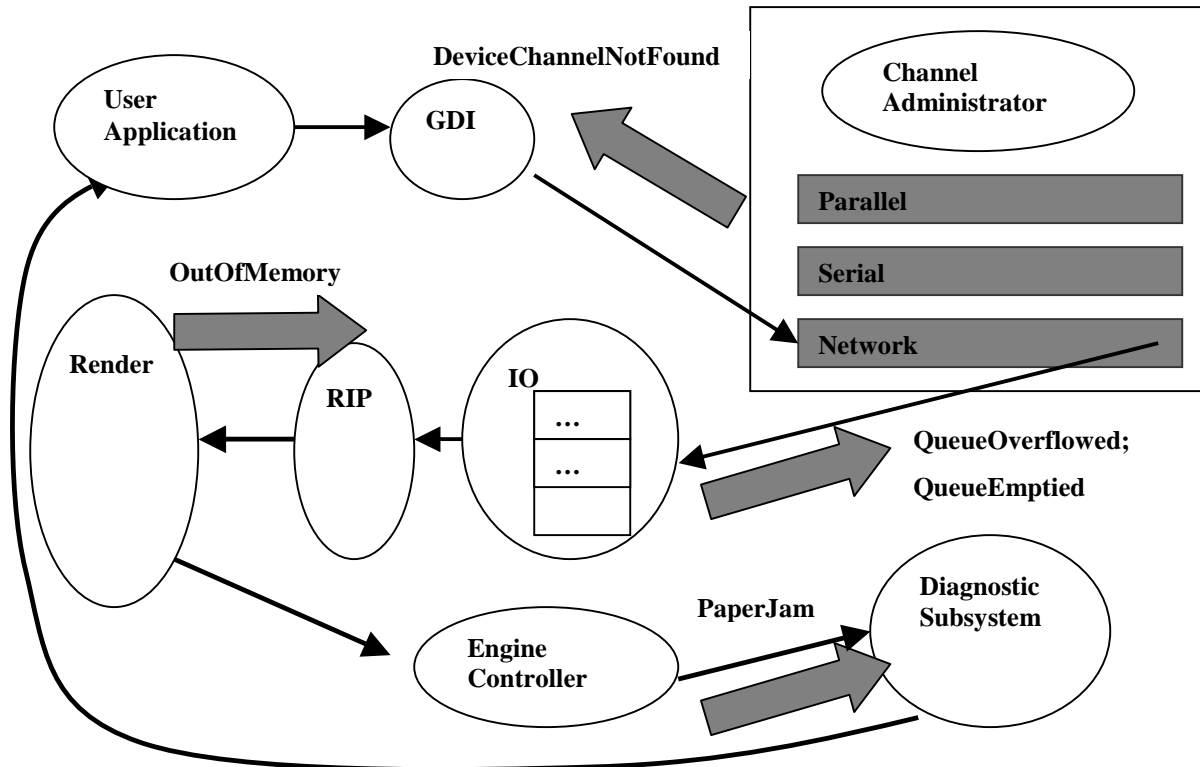 DeviceChannelNotFound
User
Application
GDI
Channel
Administrator
Parallel
Serial
Network
OutOfMemory
Render
RIP
IO
...
...
QueueOverflowed;
QueueEmptied
PaperJam
Diagnostic
Subsystem
Engine
Controller